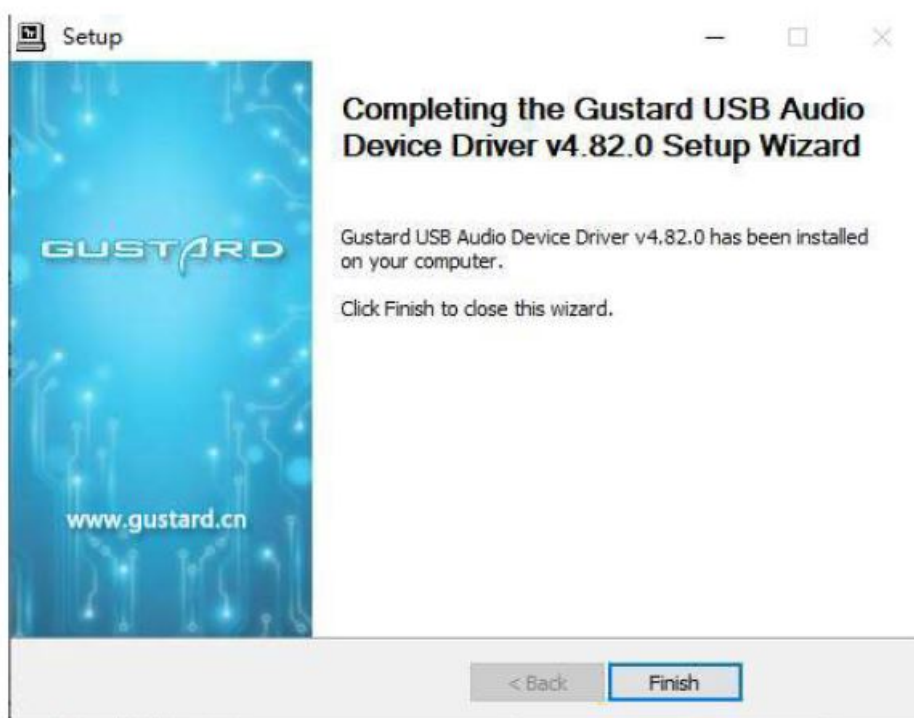 Setup
Completing the Gustard USB Audio
Device Driver v4.82.0 Setup Wizard
GUSTARD
Gustard USB Audio Device Driver v4.82.0 has been installed
on your computer.
Click Finish to close this wizard.
www.gustard.cn
< Back
Finish